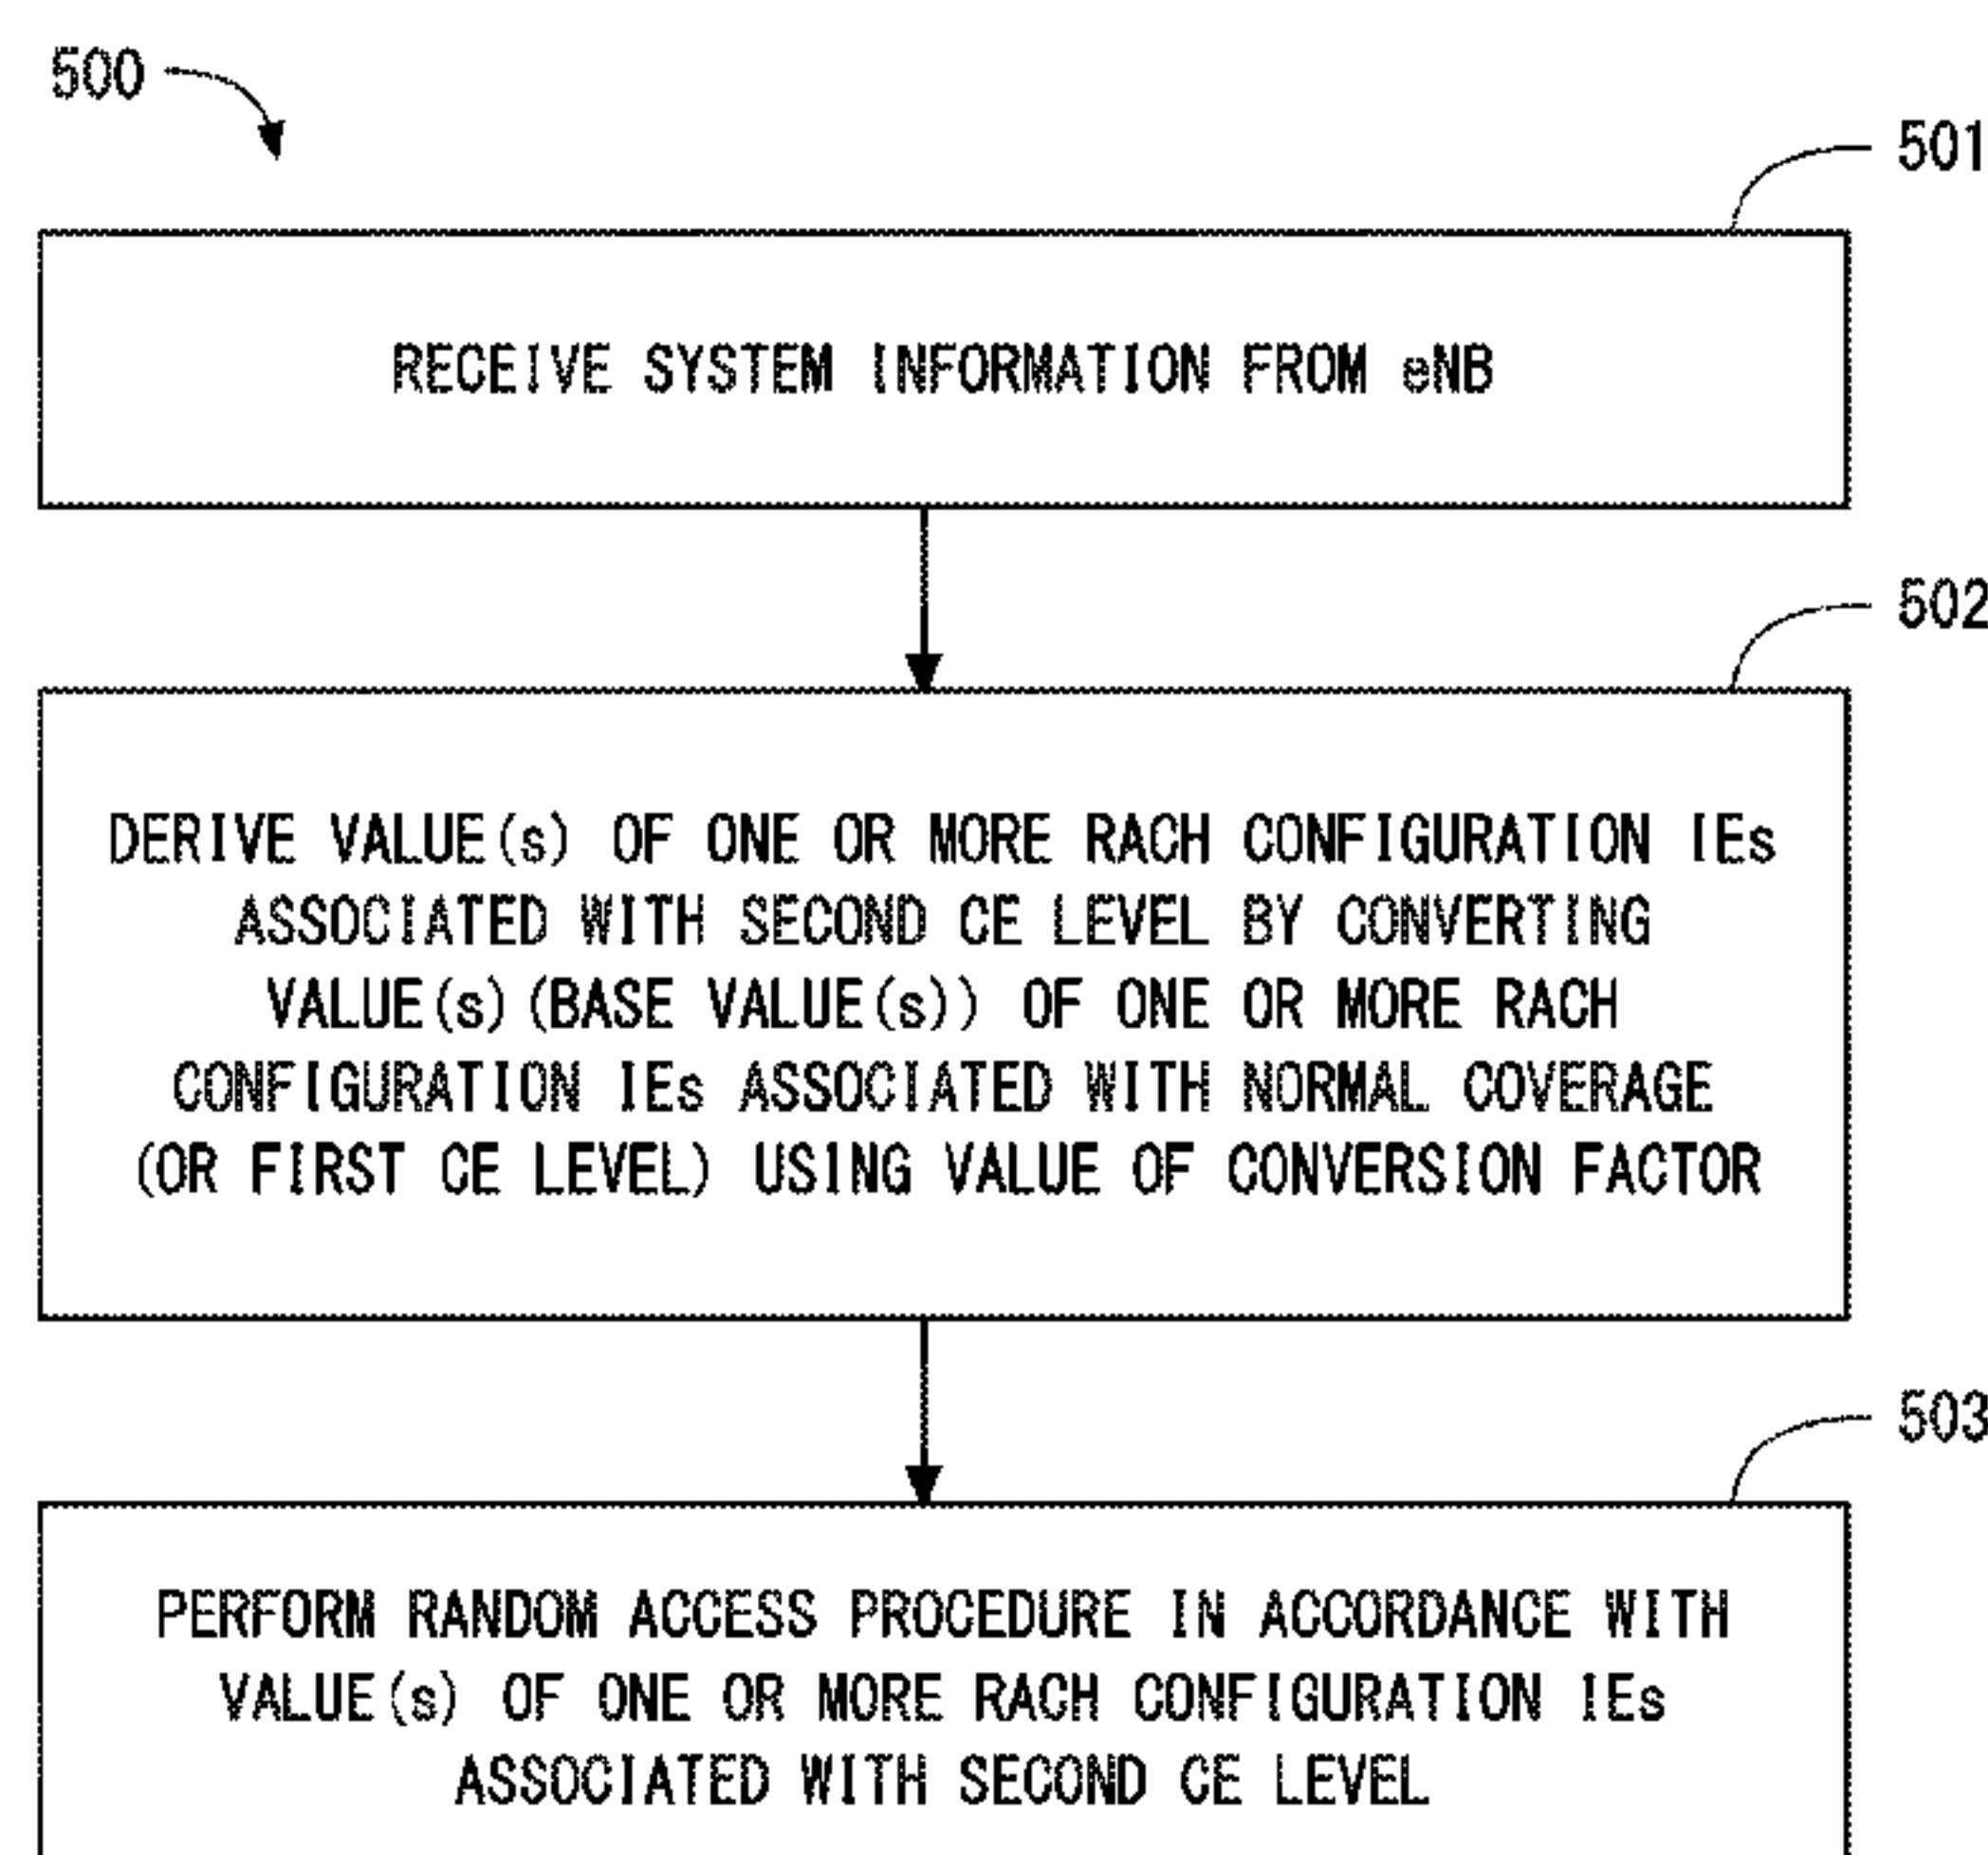 500
501
RECEIVE SYSTEM INFORMATION FROM eNB
502
DERIVE VALUE(s) OF ONE OR MORE RACH CONFIGURATION IEs
ASSOCIATED WITH SECOND CE LEVEL BY CONVERTING
VALUE(s)(BASE VALUE(s)) OF ONE OR MORE RACH
CONFIGURATION IEs ASSOCIATED WITH NORMAL COVERAGE
(OR FIRST CE LEVEL) USING VALUE OF CONVERSION FACTOR
503
PERFORM RANDOM ACCESS PROCEDURE IN ACCORDANCE WITH
VALUE(s) OF ONE OR MORE RACH CONFIGURATION IEs
ASSOCIATED WITH SECOND CE LEVEL